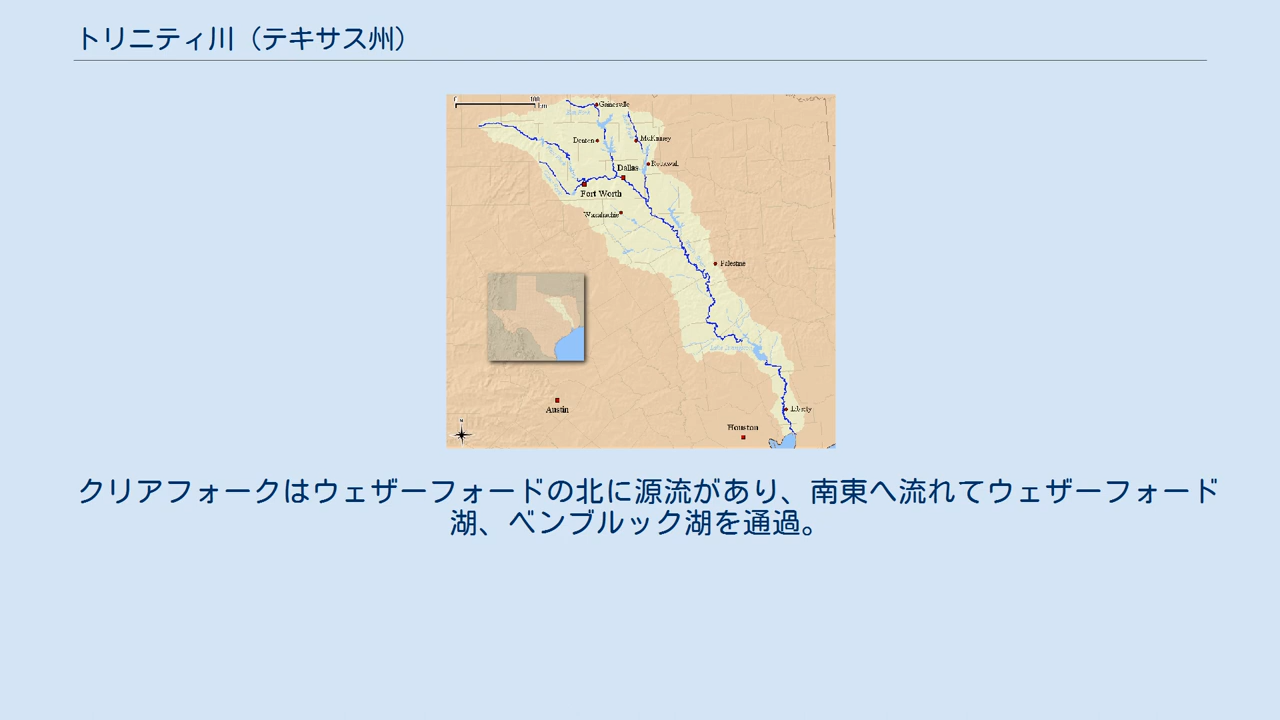 トリニティ川（テキサス州）
0 100
km
Gainesville
Denton
McKinney
Rockwall
Dallas
Fort Worth
Waxahachie
Palestine
Austin
Liberty
Houston
N
クリアフォークはウェザーフォードの北に源流があり、南東へ流れてウェザーフォード
湖、ベンブルック湖を通過。